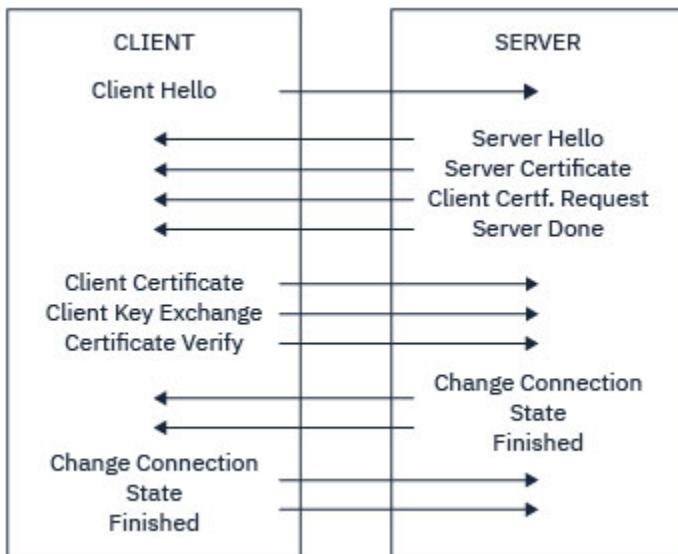 CLIENT
SERVER
Client Hello
Server Hello
Server Certificate
Client Certf. Request
Server Done
Client Certificate
Client Key Exchange
Certificate Verify
Change Connection
State
Finished
Change Connection
State
Finished